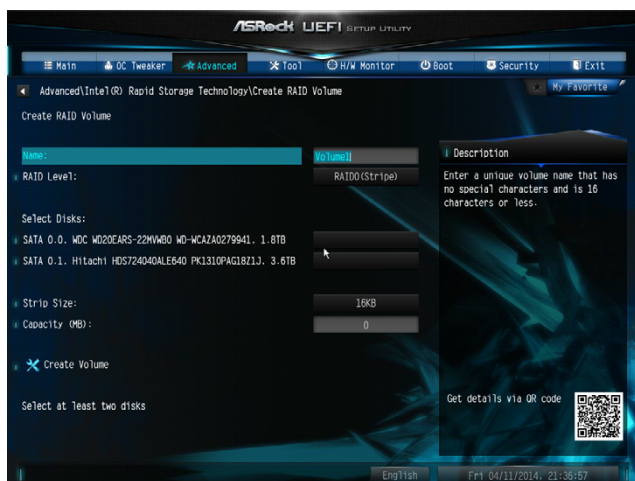 ASRock UEFI SETUP UTILITY
Main OC Tweaker Advanced Tool H/W Monitor Boot Security Exit
Advanced\Intel(R) Rapid Storage Technology\Create RAID Volume
My Favorite
Create RAID Volume
Name: Volume1
RAID Level: RAID0(Stripe)
Select Disks:
SATA 0.0. WDC WD20EARS-22MVWB0 WD-WCAZA0279941. 1.8TB
SATA 0.1. Hitachi HDS724040ALE640 PK1310PAG18Z1J. 3.6TB
Strip Size: 16KB
Capacity (MB): 0
Create Volume
Select at least two disks
Description
Enter a unique volume name that has
no special characters and is 16
characters or less.
Get details via QR code
English
Fri 04/11/2014. 21:36:57